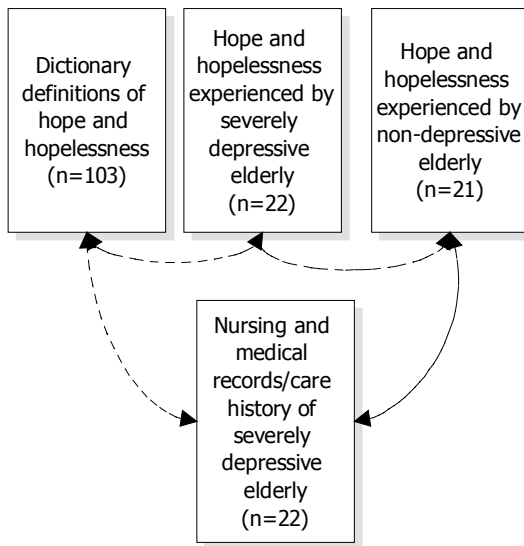 Dictionary
definitions of
hope and
hopelessness
(n=103)
Hope and
hopelessness
experienced by
severely
depressive
elderly
(n=22)
Hope and
hopelessness
experienced by
non-depressive
elderly
(n=21)
Nursing and
medical
records/care
history of
severely
depressive
elderly
(n=22)